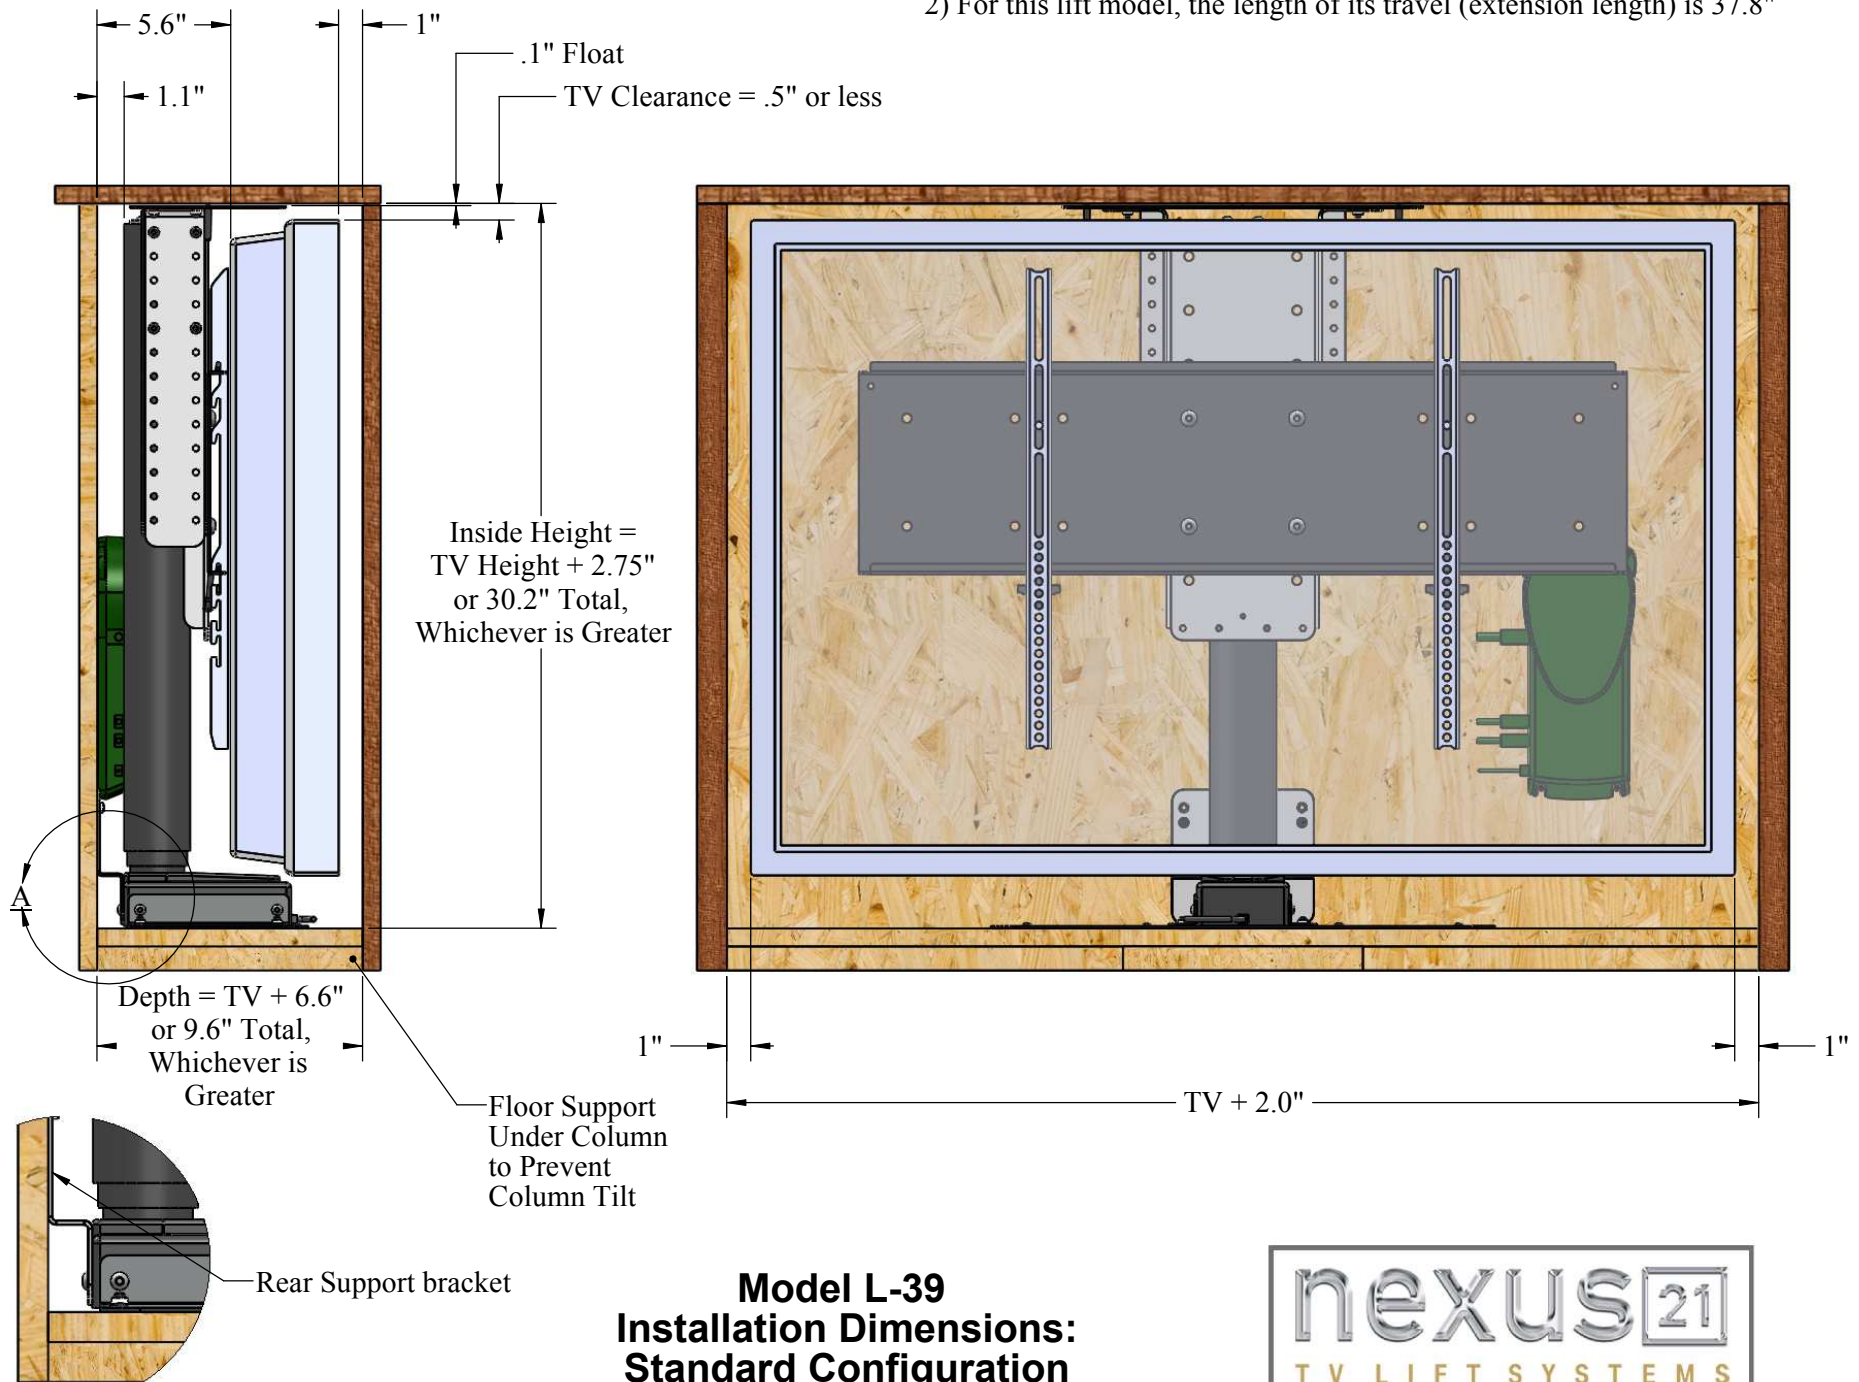 2) For this lift model, the length of its travel (extension length) is 37.8"
5.6"
1"
.1" Float
1.1"
TV Clearance = .5" or less
Inside Height =
TV Height + 2.75"
or 30.2" Total,
Whichever is Greater
A
Depth = TV + 6.6"
or 9.6" Total,
Whichever is
Greater
1"
1"
TV + 2.0"
Floor Support
Under Column
to Prevent
Column Tilt
Rear Support bracket
Model L-39
Installation Dimensions:
Standard Configuration
nexus 21
TV LIFT SYSTEMS